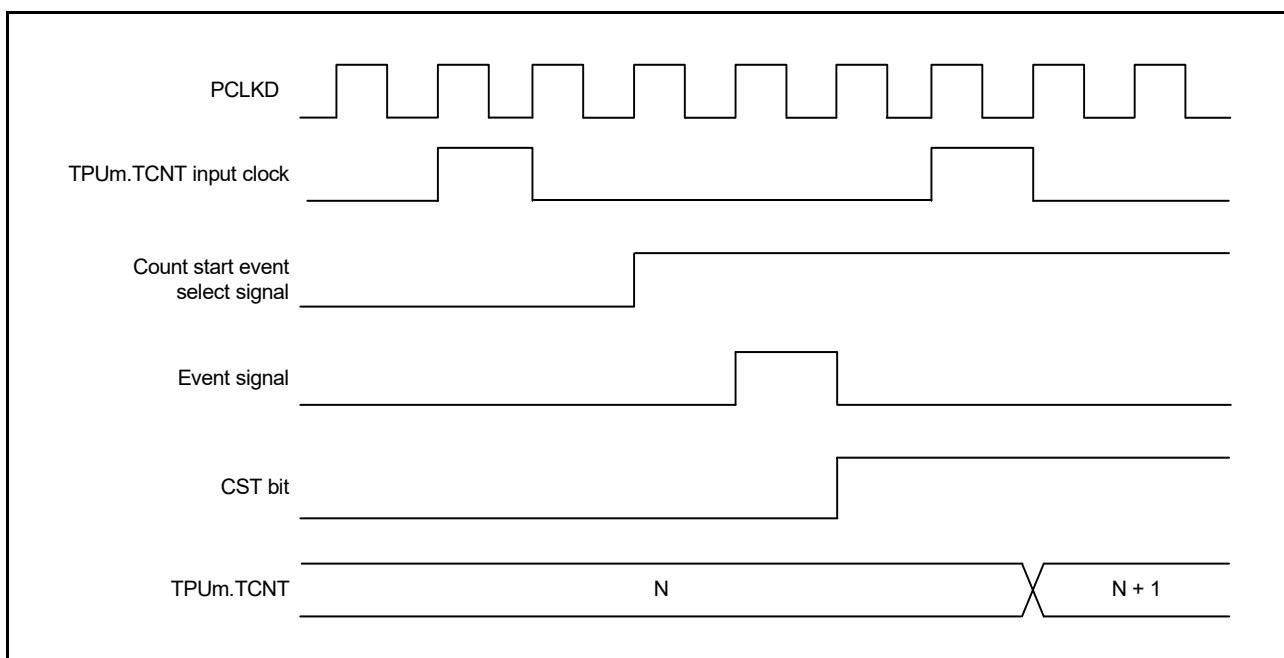 PCLKD
TPUm.TCNT input clock
Count start event
select signal
Event signal
CST bit
TPUm.TCNT
N
N + 1